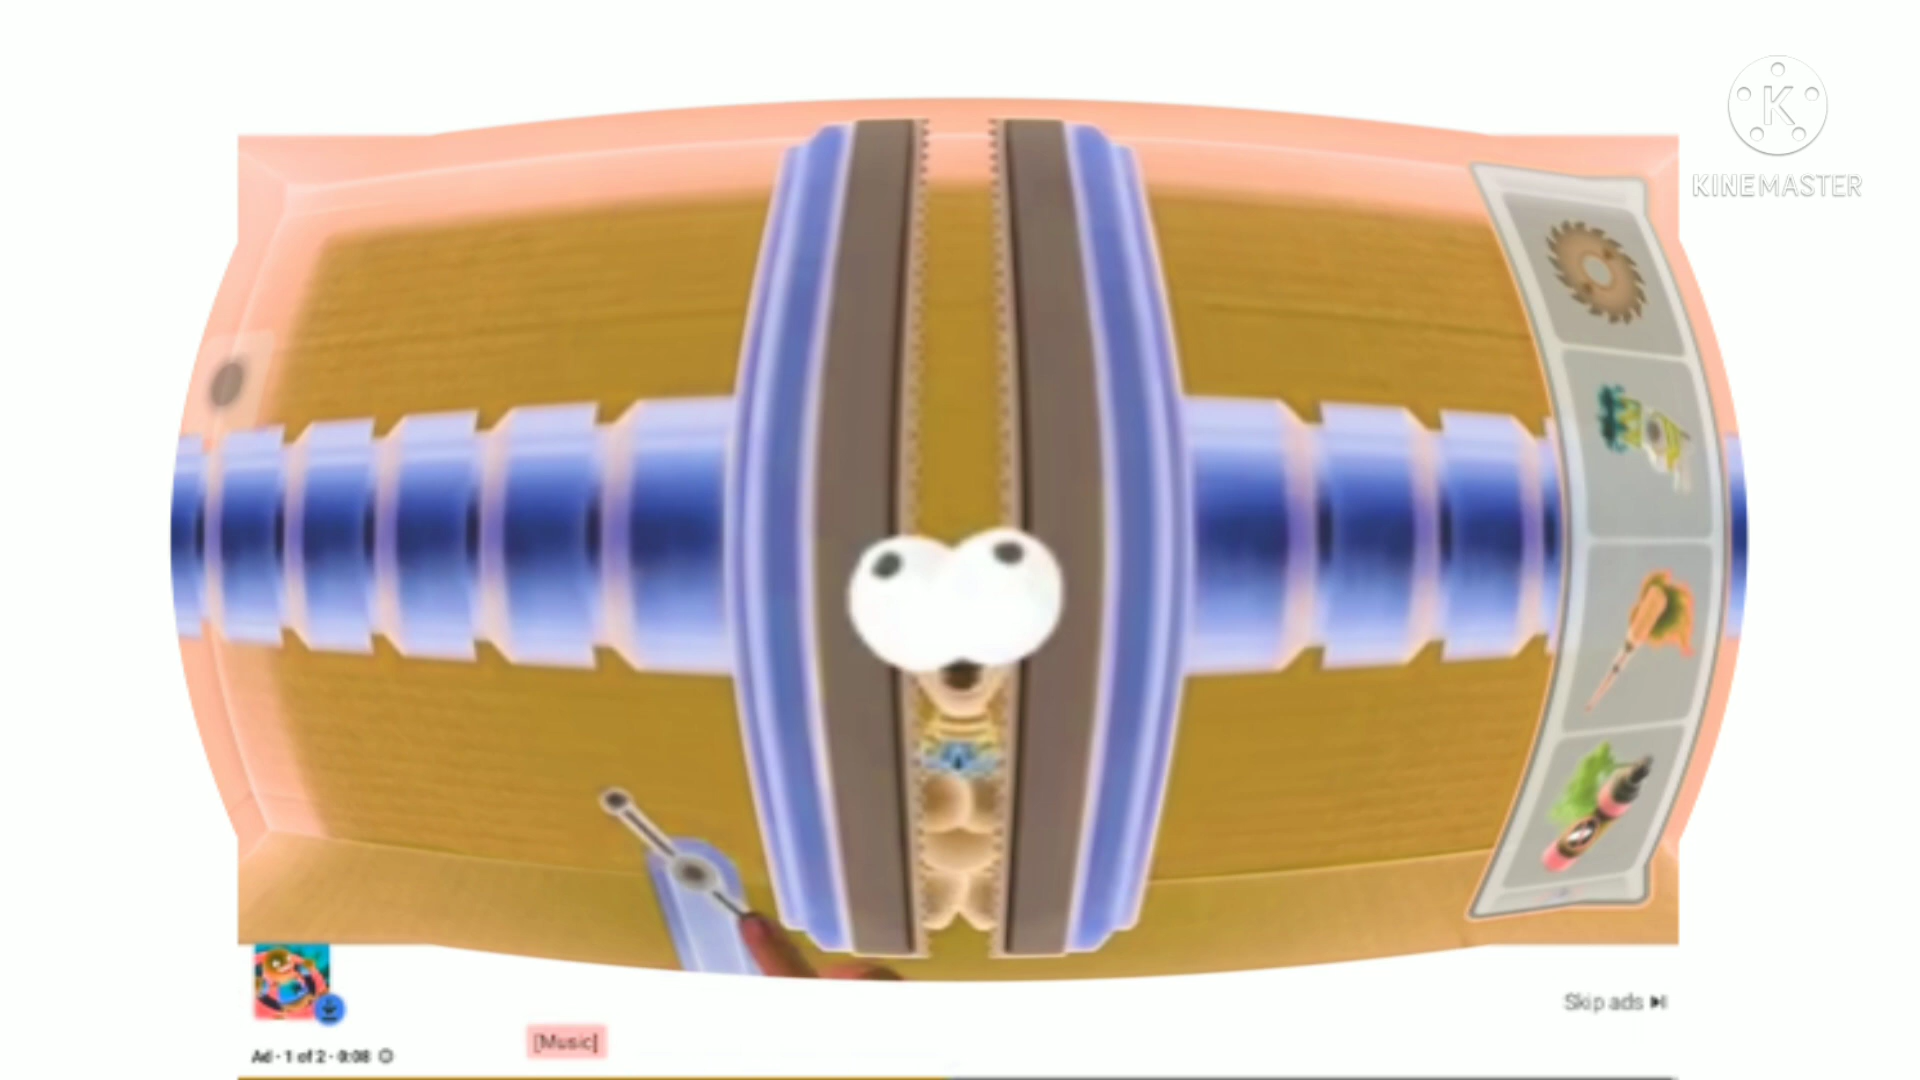 KINEMASTER
Skip ads
[Music]
Ad - 1 of 2 - 0:08